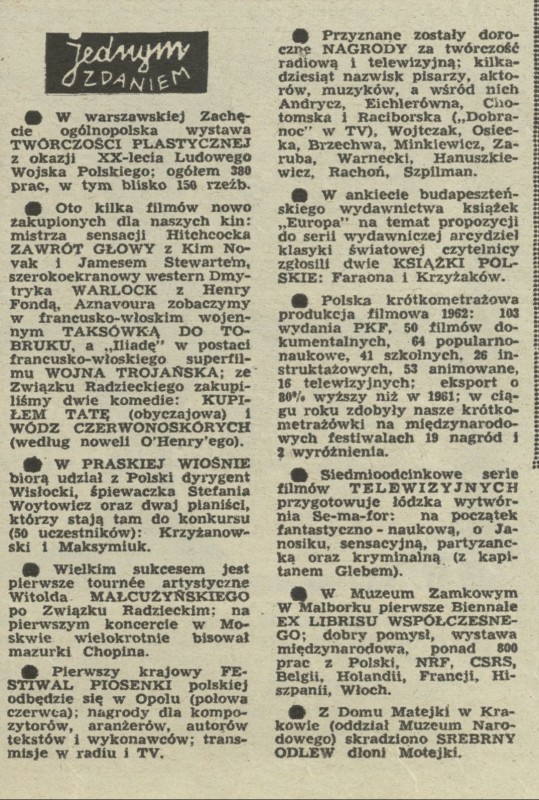 jednym
ZDANIEM
● W warszawskiej Zachę-
cie ogólnopolska wystawa
TWÓRCZOŚCI PLASTYCZNEJ
z okazji XX-lecia Ludowego
Wojska Polskiego; ogółem 380
prac, w tym blisko 150 rzeźb.
● Oto kilka filmów nowo
zakupionych dla naszych kin:
mistrza sensacji Hitchcocka
ZAWRÓT GŁOWY z Kim No-
vak i Jamesem Stewartem,
szerokoekranowy western Dmy-
tryka WARLOCK z Henry
Fondą, Aznavoura zobaczymy
w francusko-włoskim wojen-
nym TAKSÓWKĄ DO TO-
BRUKU, a „Iliadę" w postaci
francusko-włoskiego superfil-
mu WOJNA TROJAŃSKA; ze
Związku Radzieckiego zakupi-
liśmy dwie komedie: KUPI-
ŁEM TATĘ (obyczajowa) i
WÓDZ CZERWONOSKÓRYCH
(według noweli O'Henry'ego).
● W PRASKIEJ WIOŚNIE
biorą udział z Polski dyrygent
Wisłocki, śpiewaczka Stefania
Woytowicz oraz dwaj pianiści,
którzy stają tam do konkursu
(50 uczestników): Krzyżanow-
ski i Maksymiuk.
● Wielkim sukcesem jest
pierwsze tournée artystyczne
Witolda MAŁCUŻYŃSKIEGO
po Związku Radzieckim; na
pierwszym koncercie w Mo-
skwie wielokrotnie bisował
mazurki Chopina.
● Pierwszy krajowy FE-
STIWAL PIOSENKI polskiej
odbędzie się w Opolu (połowa
czerwca); nagrody dla kompo-
zytorów, aranżerów, autorów
tekstów i wykonawców; trans-
misje w radiu i TV.
● Przyznane zostały doro-
czne NAGRODY za twórczość
radiową i telewizyjną; kilka-
dziesiąt nazwisk pisarzy, akto-
rów, muzyków, a wśród nich
Andrycz, Eichlerówna, Cho-
tomska i Raciborska („Dobra-
noc" w TV), Wojtczak, Osiec-
ka, Brzechwa, Minkiewicz, Za-
ruba, Warnecki, Hanuszkie-
wicz, Rachoń, Szpilman.
● W ankiecie budapeszteń-
skiego wydawnictwa książek
„Europa" na temat propozycji
do serii wydawniczej arcydzieł
klasyki światowej czytelnicy
zgłosili dwie KSIĄŻKI POL-
SKIE: Faraona i Krzyżaków.
● Polska krótkometrażowa
produkcja filmowa 1962: 103
wydania PKF, 50 filmów do-
kumentalnych, 64 popularno-
naukowe, 41 szkolnych, 26 in-
struktażowych, 53 animowane,
16 telewizyjnych; eksport o
80% wyższy niż w 1961; w cią-
gu roku zdobyły nasze krótko-
metrażówki na międzynarodo-
wych festiwalach 19 nagród i
2 wyróżnienia.
● Siedmioodcinkowe serie
filmów TELEWIZYJNYCH
przygotowuje łódzka wytwór-
nia Se-ma-for: na początek
fantastyczno-naukową, o Ja-
nosiku, sensacyjną, partyzanc-
ką oraz kryminalną (z kapi-
tanem Glebem).
● W Muzeum Zamkowym
w Malborku pierwsze Biennale
EX LIBRISU WSPÓŁCZESNE-
GO; dobry pomysł, wystawa
międzynarodowa, ponad 800
prac z Polski, NRF, CSRS,
Belgii, Holandii, Francji, Hi-
szpanii, Włoch.
● Z Domu Matejki w Kra-
kowie (oddział Muzeum Naro-
dowego) skradziono SREBRNY
ODLEW dłoni Motejki.